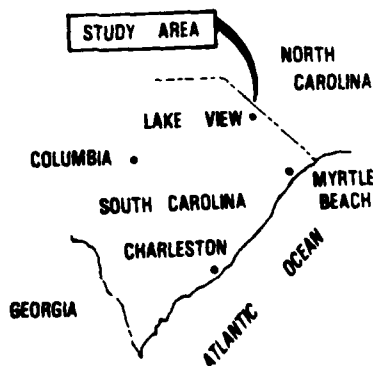 STUDY AREA
NORTH
CAROLINA
LAKE VIEW
COLUMBIA
MYRTLE
BEACH
SOUTH CAROLINA
CHARLESTON
GEORGIA
ATLANTIC OCEAN